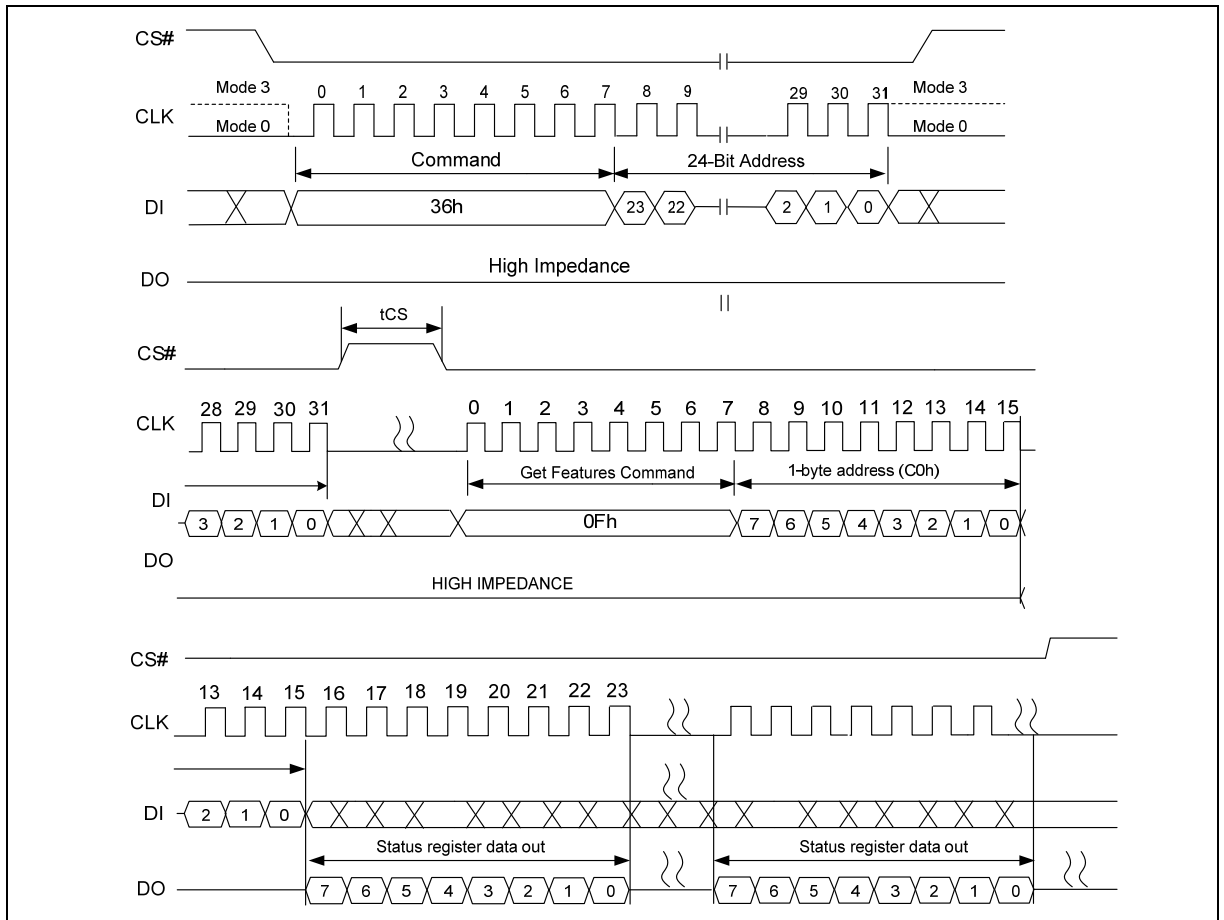 CS#
Mode 3 0 1 2 3 4 5 6 7 8 9 29 30 31 Mode 3
CLK
Mode 0 Mode 0
Command 24-Bit Address
DI 36h 23 22 2 1 0
High Impedance
DO
tCS
CS#
28 29 30 31 0 1 2 3 4 5 6 7 8 9 10 11 12 13 14 15
CLK
Get Features Command 1-byte address (C0h)
DI
3 2 1 0 0Fh 7 6 5 4 3 2 1 0
DO
HIGH IMPEDANCE
CS#
13 14 15 16 17 18 19 20 21 22 23
CLK
DI 2 1 0
Status register data out Status register data out
DO 7 6 5 4 3 2 1 0 7 6 5 4 3 2 1 0